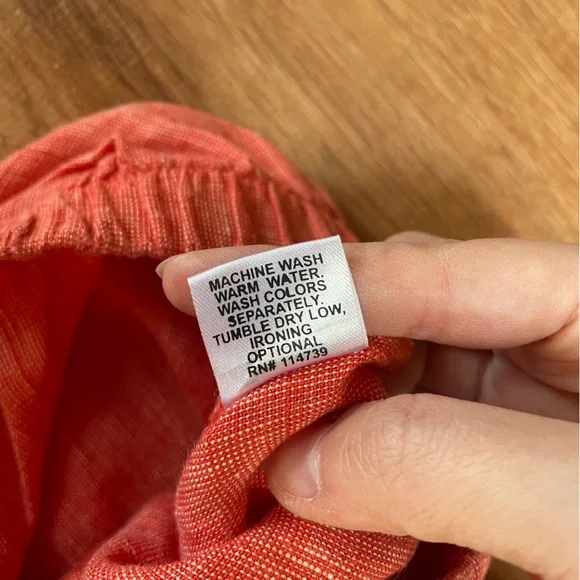 MACHINE WASH
WARM WATER.
WASH COLORS
SEPARATELY.
TUMBLE DRY LOW,
IRONING
OPTIONAL
RN# 114739